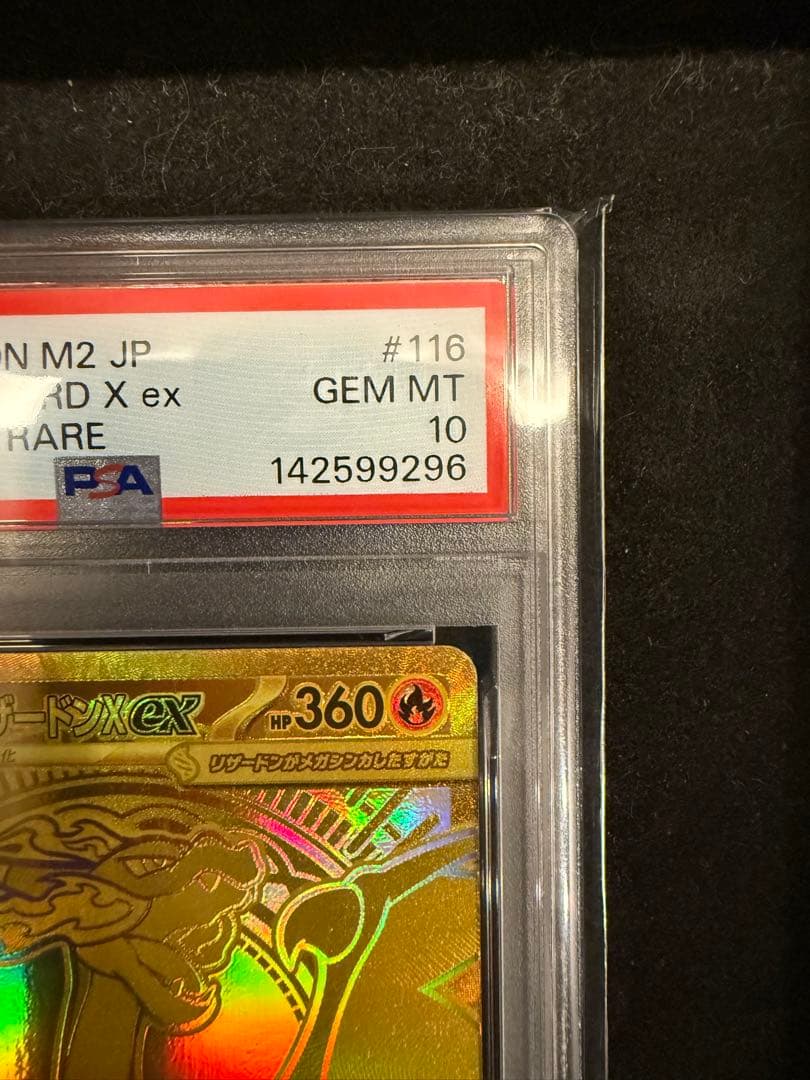 ON M2 JP #116
RD X ex GEM MT
RARE 10
PSA 142599296
ザードンXex HP360
化 リザードンがメガシンカしたすがた